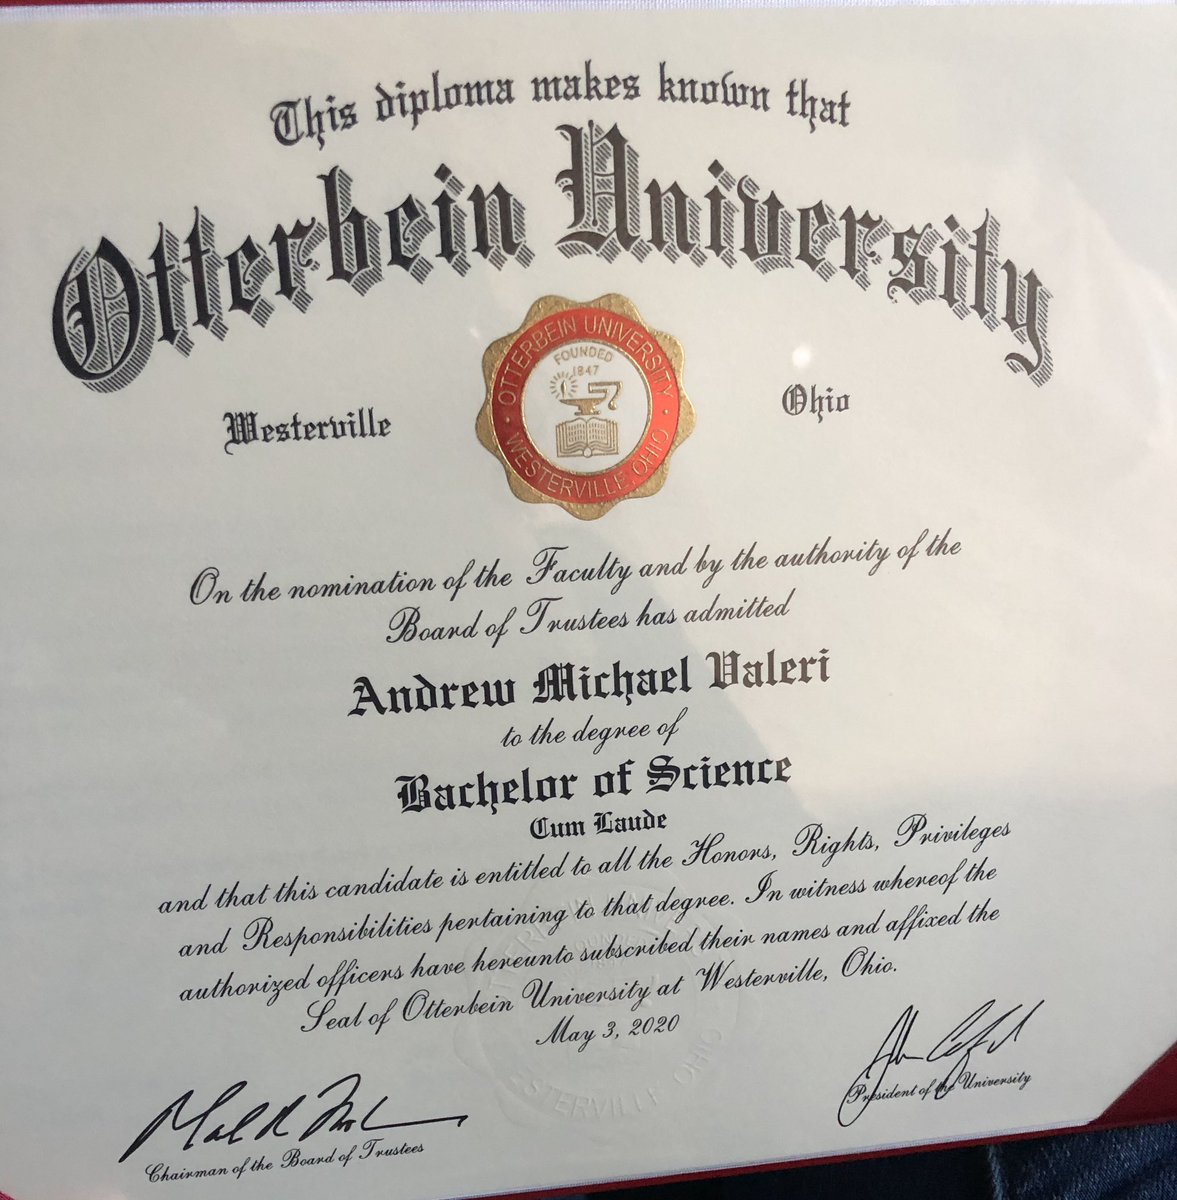 This diploma makes known that
Otterbein University
Westerville
Ohio
OTTERBEIN UNIVERSITY
FOUNDED
1847
WESTERVILLE, OHIO
On the nomination of the Faculty and by the authority of the
Board of Trustees has admitted
Andrew Michael Valeri
to the degree of
Bachelor of Science
Cum Laude
and that this candidate is entitled to all the Honors, Rights, Privileges
and Responsibilities pertaining to that degree. In witness whereof the
authorized officers have hereunto subscribed their names and affixed the
Seal of Otterbein University at Westerville, Ohio.
May 3, 2020
President of the University
Chairman of the Board of Trustees